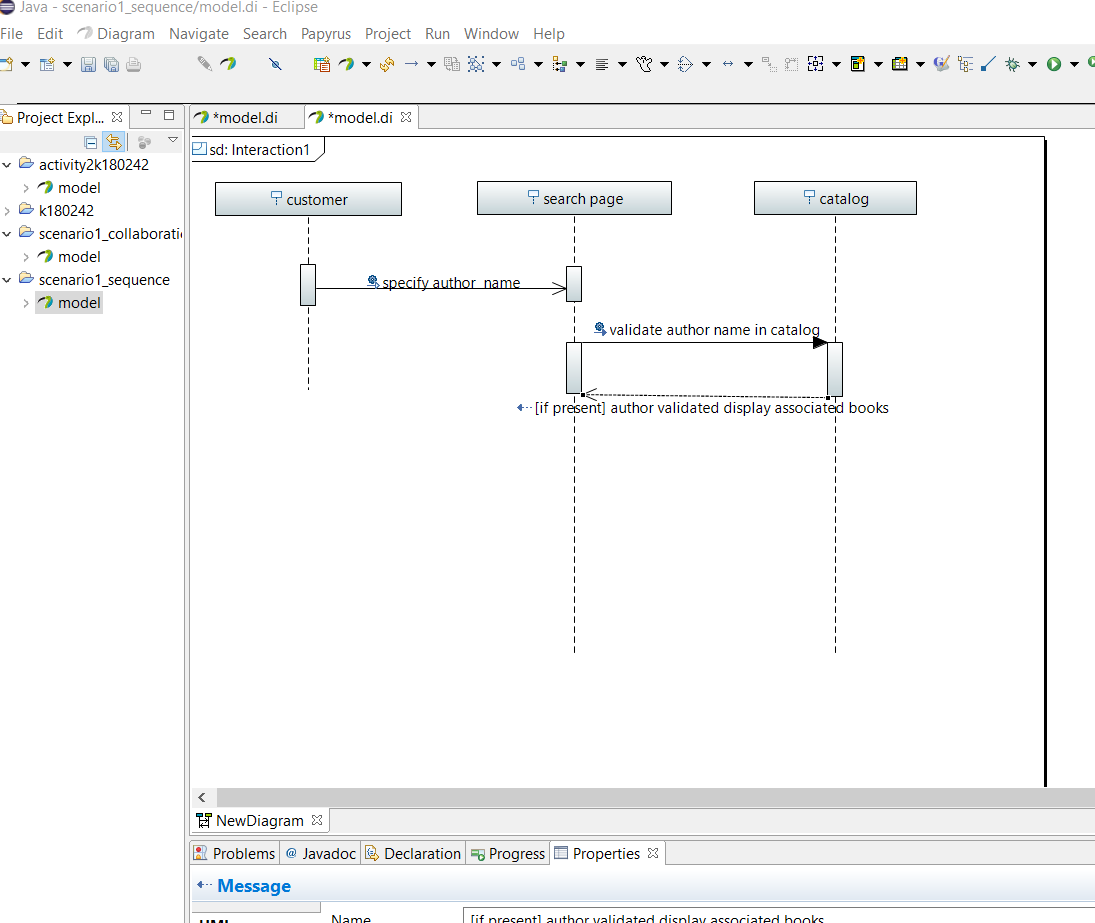 Java - scenario1_sequence/model.di - Eclipse
File Edit Diagram Navigate Search Papyrus Project Run Window Help
Project Expl...
*model.di *model.di
sd: Interaction1
activity2k180242
model
k180242
scenario1_collaborati
model
scenario1_sequence
model
customer search page catalog
specify author_name
validate author name in catalog
[if present] author validated display associated books
NewDiagram
Problems @ Javadoc Declaration Progress Properties
Message
UML
Name [if present] author validated display associated books